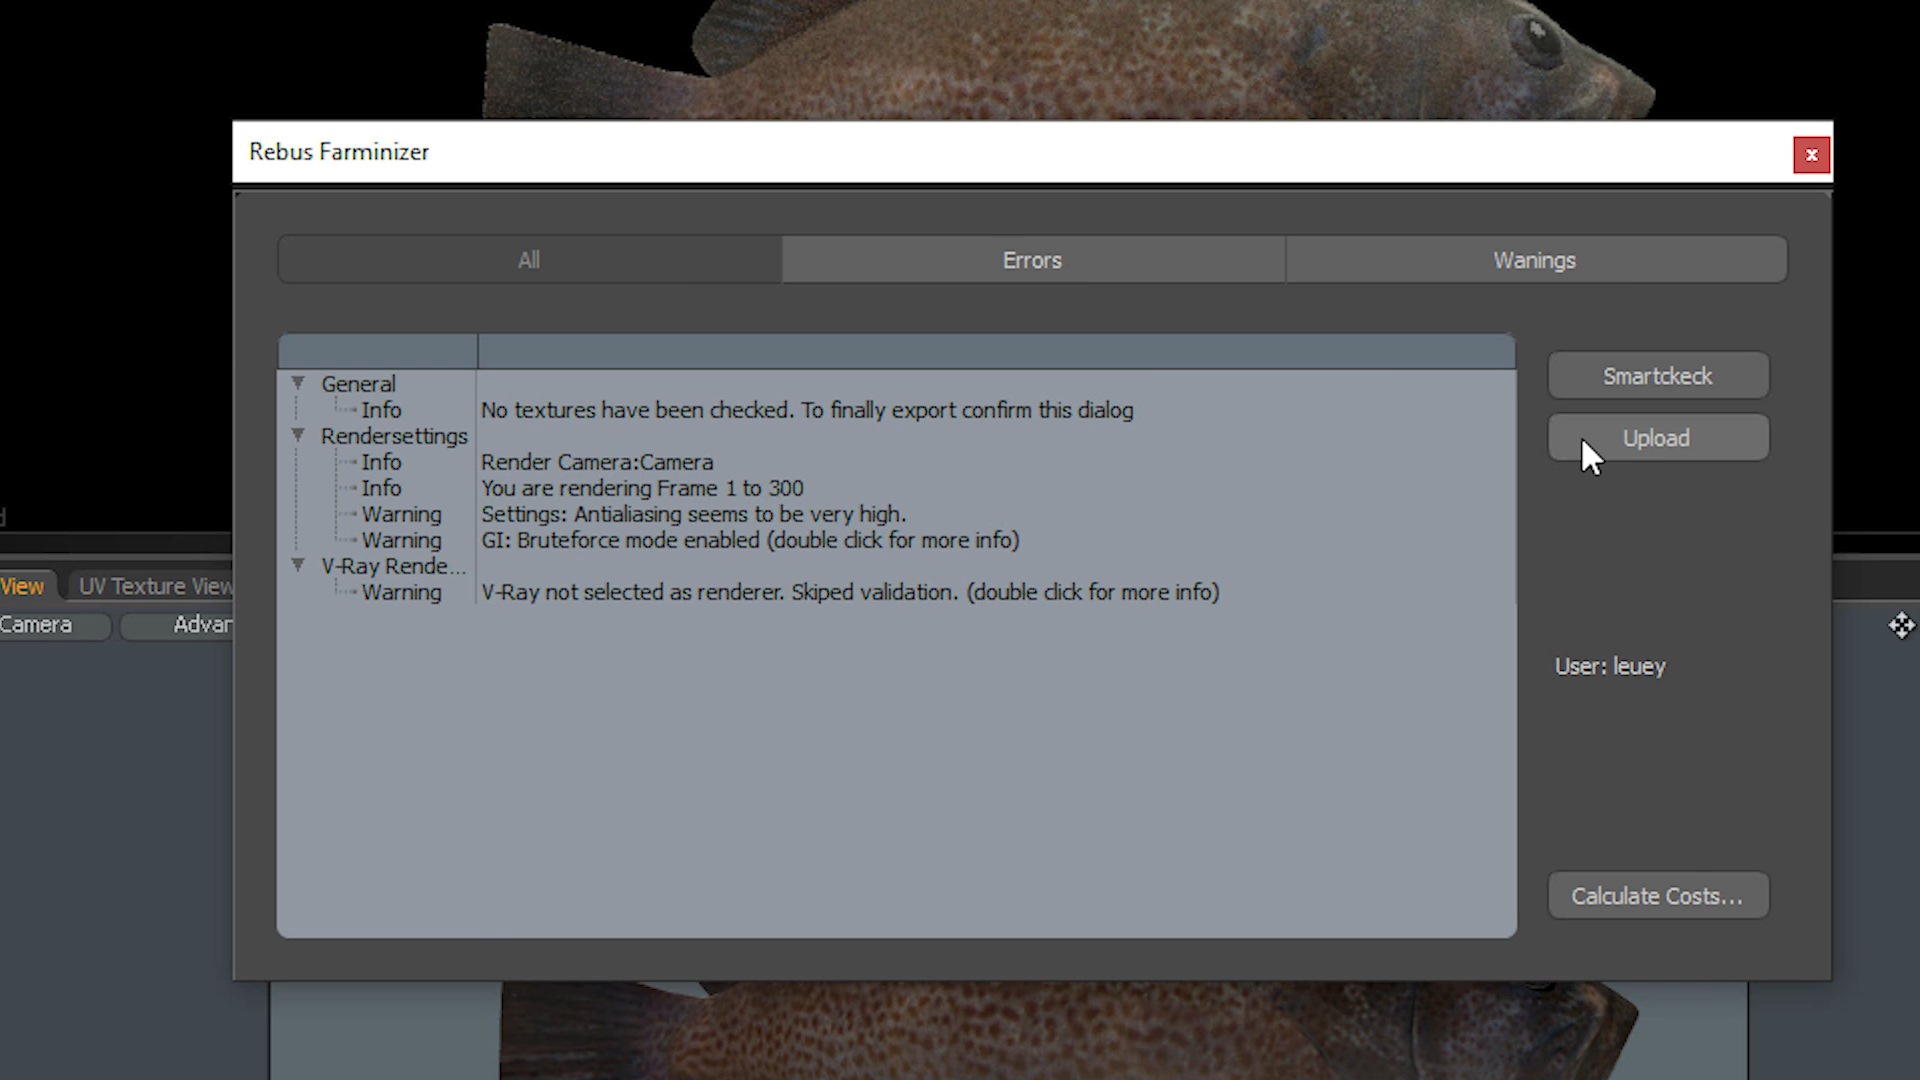 Rebus Farminizer
x
All
Errors
Wanings
General
Info No textures have been checked. To finally export confirm this dialog
Rendersettings
Info Render Camera:Camera
Info You are rendering Frame 1 to 300
Warning Settings: Antialiasing seems to be very high.
Warning GI: Bruteforce mode enabled (double click for more info)
V-Ray Rende...
Warning V-Ray not selected as renderer. Skiped validation. (double click for more info)
Smartckeck
Upload
User: leuey
Calculate Costs...
View
UV Texture View
Camera
Advar